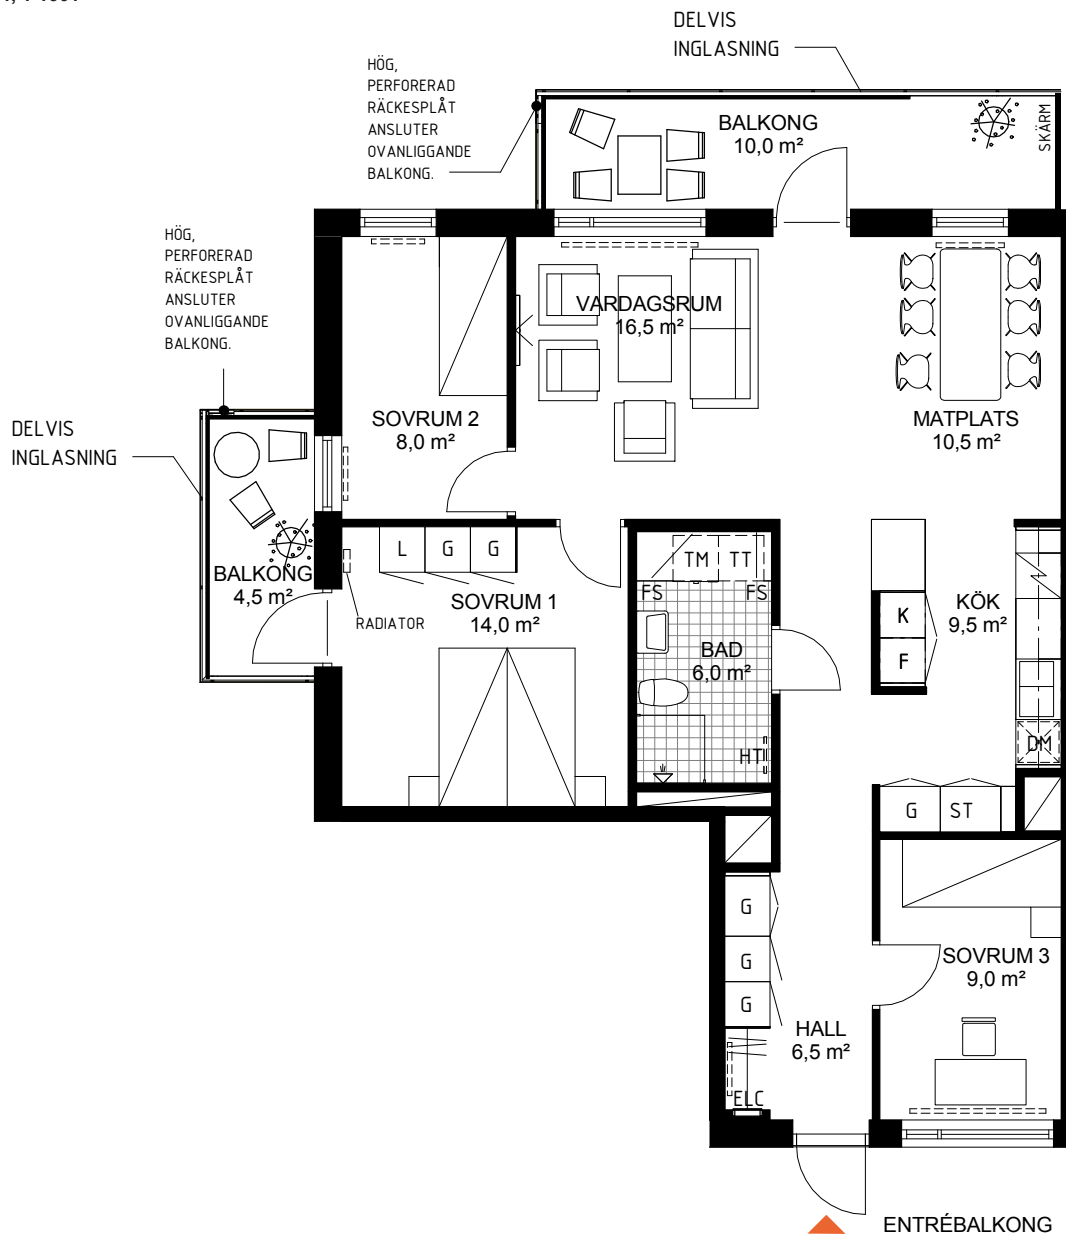 DELVIS
INGLASNING
HÖG,
PERFORERAD
RÄCKESPLÅT
ANSLUTER
OVANLIGGANDE
BALKONG.
BALKONG
10,0 m²
SKÄRM
HÖG,
PERFORERAD
RÄCKESPLÅT
ANSLUTER
OVANLIGGANDE
BALKONG.
VARDAGSRUM
16,5 m²
SOVRUM 2
8,0 m²
MATPLATS
10,5 m²
DELVIS
INGLASNING
BALKONG
4,5 m²
L
G
G
RADIATOR
SOVRUM 1
14,0 m²
TM
TT
FS
FS
BAD
6,0 m²
HT
K
F
KÖK
9,5 m²
DM
G
ST
G
G
G
SOVRUM 3
9,0 m²
HALL
6,5 m²
ELC
ENTRÉBALKONG